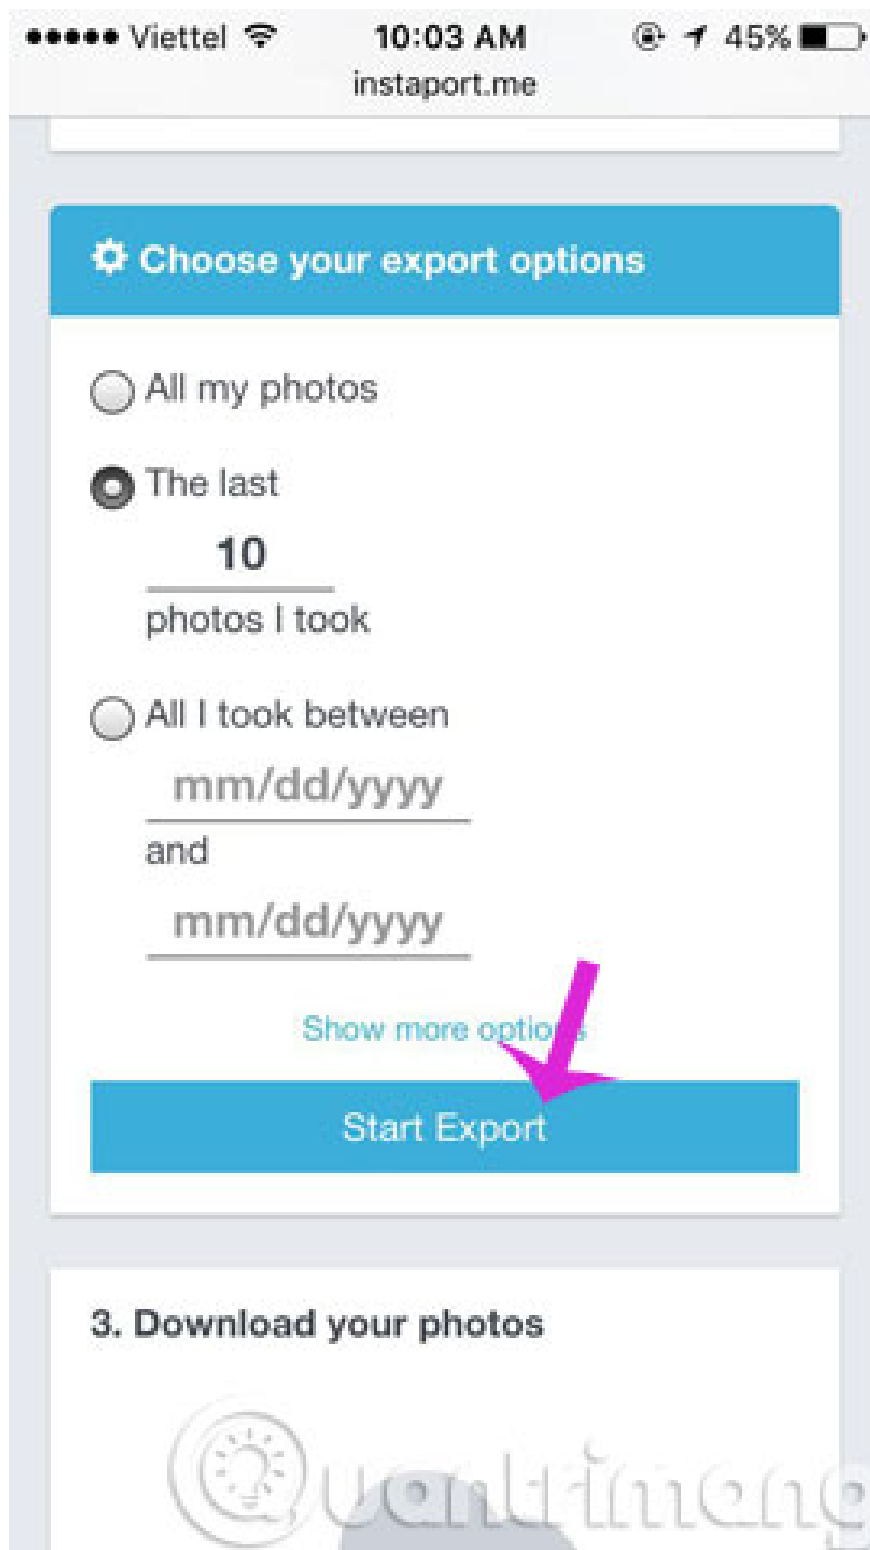 Viettel 10:03 AM 45%
instaport.me
Choose your export options
All my photos
The last
10
photos I took
All I took between
mm/dd/yyyy
and
mm/dd/yyyy
Show more options
Start Export
3. Download your photos
Quantrimang